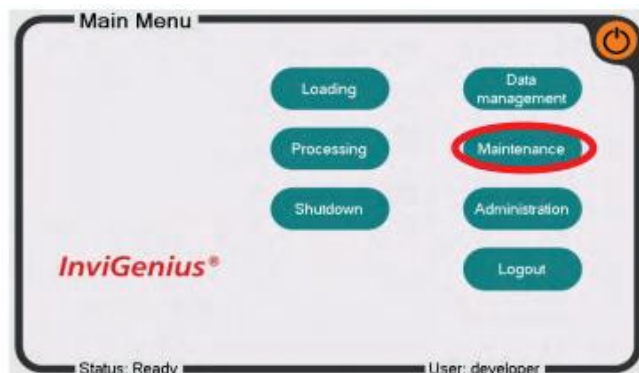 Main Menu
Loading
Data
management
Processing
Maintenance
Shutdown
Administration
InviGenius®
Logout
Status: Ready
User: developer